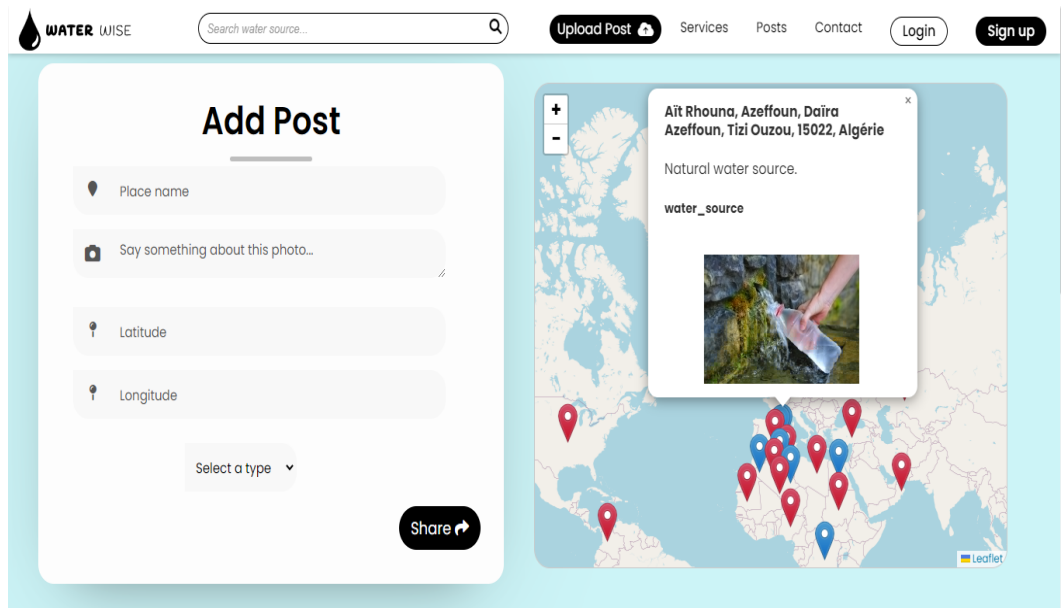 WATER WISE
Search water source...
Upload Post
Services
Posts
Contact
Login
Sign up
Add Post
Place name
Say something about this photo...
Latitude
Longitude
Select a type
Share
+
-
×
Aït Rhouna, Azeffoun, Daïra
Azeffoun, Tizi Ouzou, 15022, Algérie
Natural water source.
water_source
Leaflet